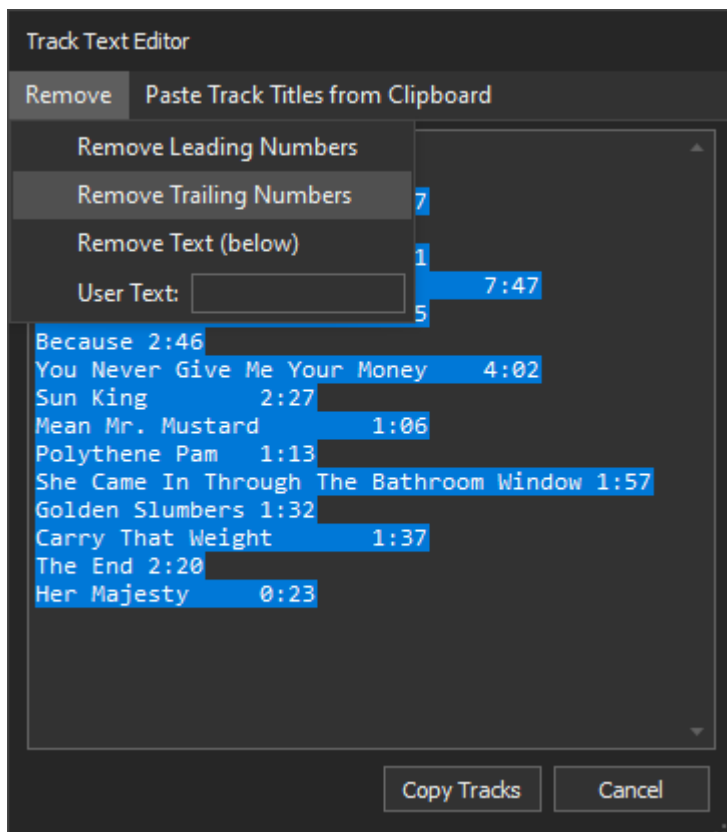 Track Text Editor
Remove Paste Track Titles from Clipboard
Remove Leading Numbers
Remove Trailing Numbers
7
Remove Text (below)
1
7:47
User Text:
5
Because 2:46
You Never Give Me Your Money 4:02
Sun King 2:27
Mean Mr. Mustard 1:06
Polythene Pam 1:13
She Came In Through The Bathroom Window 1:57
Golden Slumbers 1:32
Carry That Weight 1:37
The End 2:20
Her Majesty 0:23
Copy Tracks Cancel